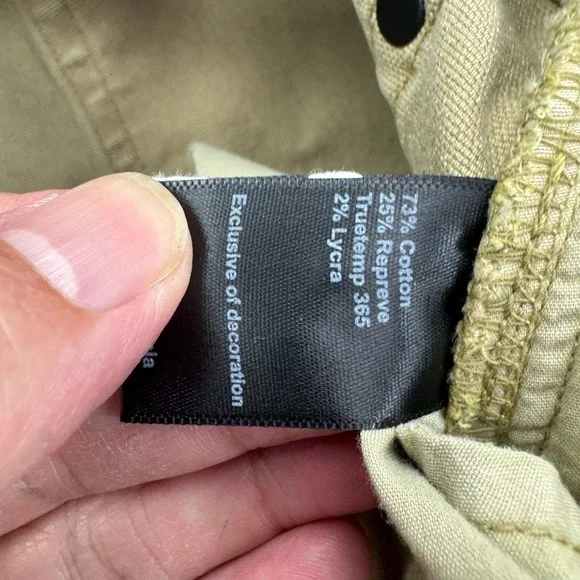 73% Cotton
25% Repreve
Truetemp 365
2% Lycra
Exclusive of decoration